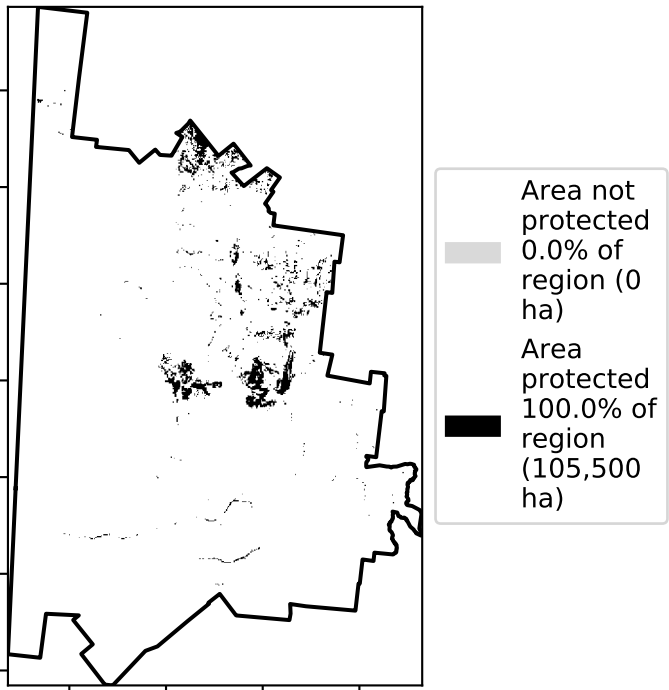 Area not
protected
0.0% of
region (0
ha)
Area
protected
100.0% of
region
(105,500
ha)